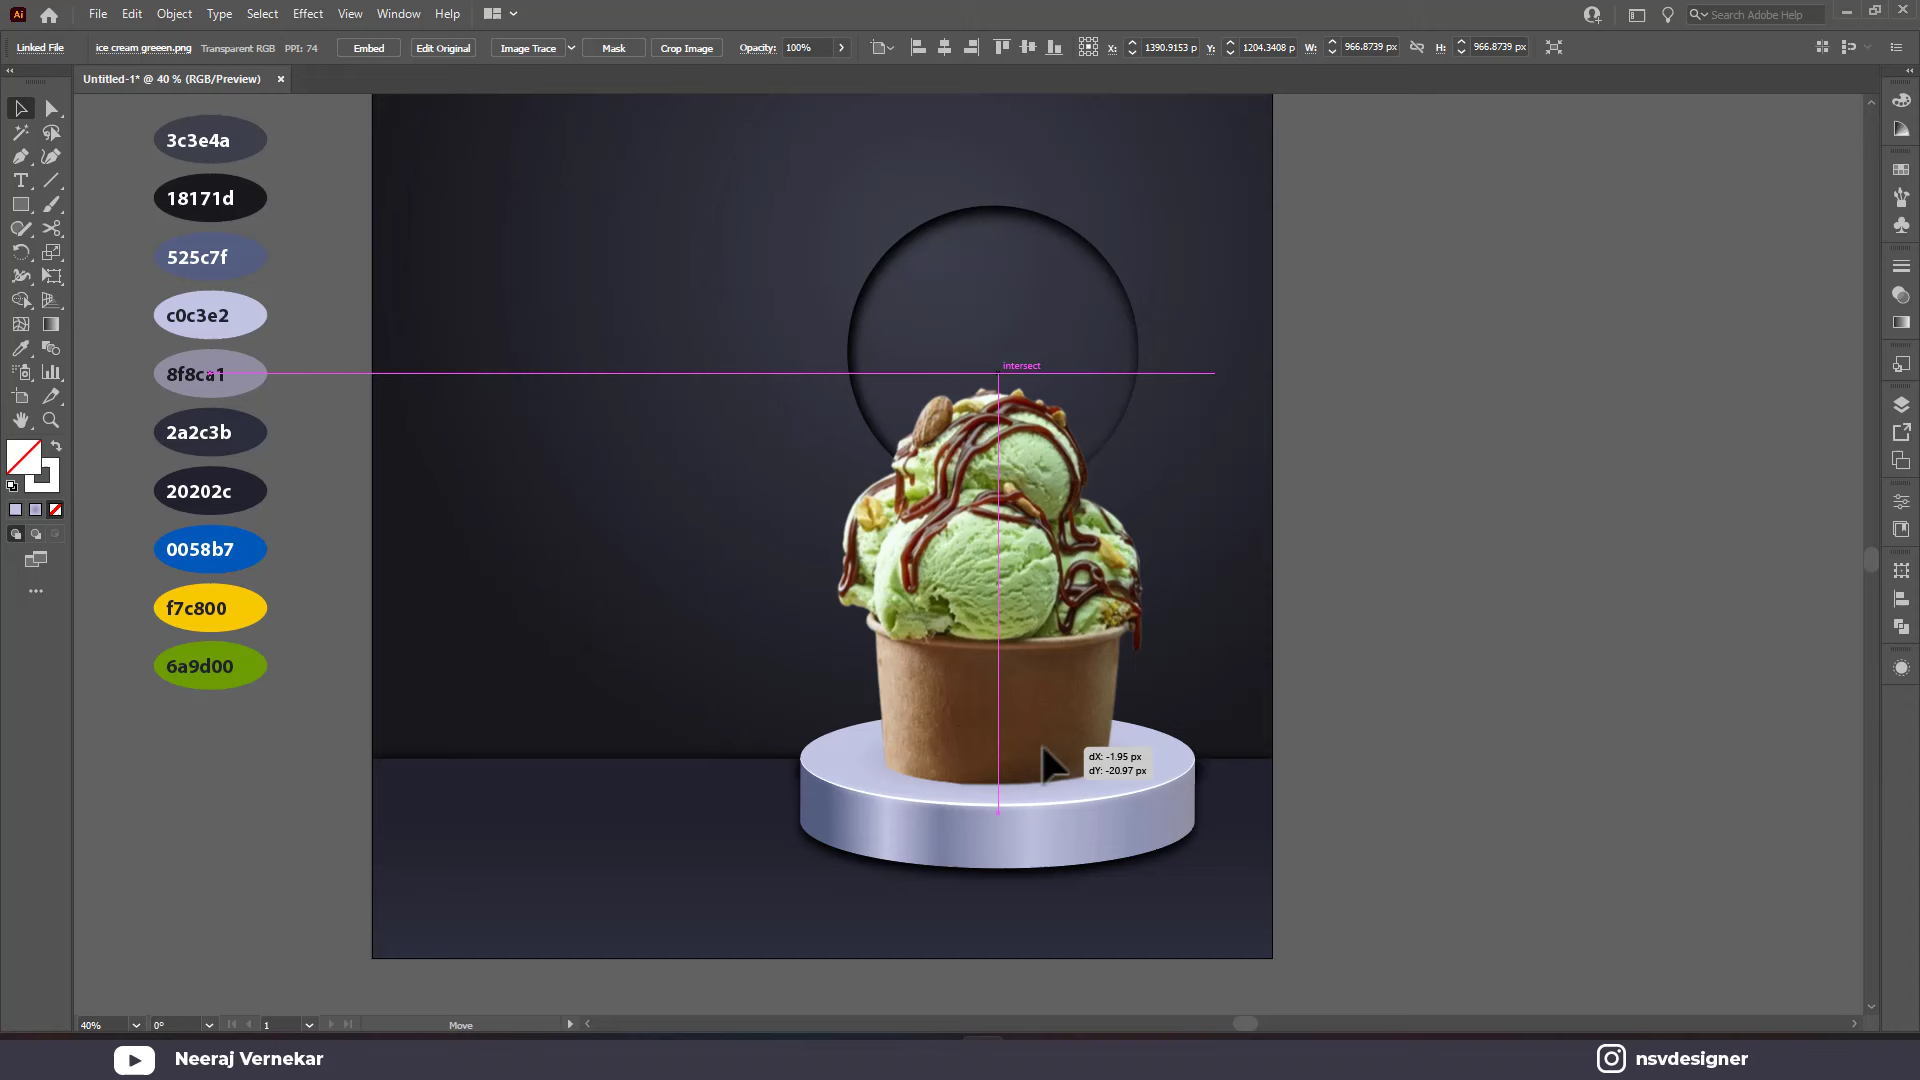 Ai File Edit Object Type Select Effect View Window Help Search Adobe Help
Linked File ice cream greeen.png Transparent RGB PPI: 74 Embed Edit Original Image Trace Mask Crop Image Opacity: 100% X: 1390.9153 p Y: 1204.3408 p W: 966.8739 px H: 966.8739 px
Untitled-1* @ 40 % (RGB/Preview)
3c3e4a
18171d
525c7f
c0c3e2
8f8ca1
intersect
2a2c3b
20202c
0058b7
f7c800
6a9d00
dX: -1.95 px
dY: -20.97 px
40% 0° 1 Move
Neeraj Vernekar nsvdesigner